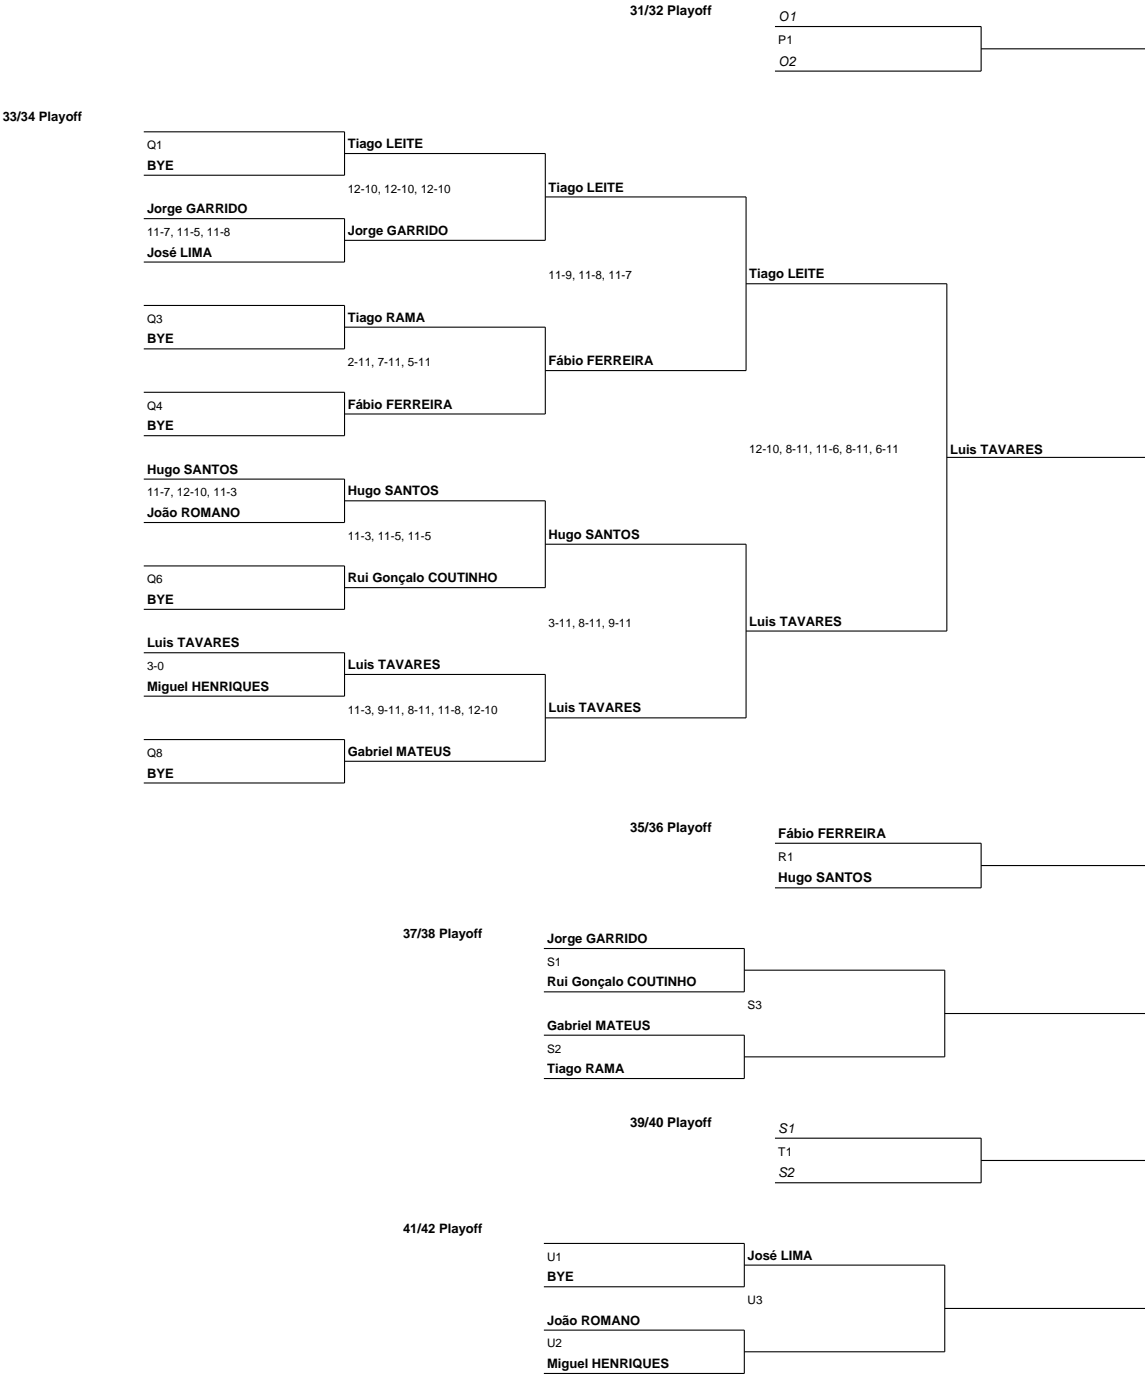 31/32 Playoff
O1
P1
O2
33/34 Playoff
Q1
BYE
Tiago LEITE
12-10, 12-10, 12-10
Tiago LEITE
Jorge GARRIDO
11-7, 11-5, 11-8
José LIMA
Jorge GARRIDO
11-9, 11-8, 11-7
Tiago LEITE
Q3
BYE
Tiago RAMA
2-11, 7-11, 5-11
Fábio FERREIRA
Q4
BYE
Fábio FERREIRA
12-10, 8-11, 11-6, 8-11, 6-11
Luis TAVARES
Hugo SANTOS
11-7, 12-10, 11-3
João ROMANO
Hugo SANTOS
11-3, 11-5, 11-5
Hugo SANTOS
Q6
BYE
Rui Gonçalo COUTINHO
3-11, 8-11, 9-11
Luis TAVARES
Luis TAVARES
3-0
Miguel HENRIQUES
Luis TAVARES
11-3, 9-11, 8-11, 11-8, 12-10
Luis TAVARES
Q8
BYE
Gabriel MATEUS
35/36 Playoff
Fábio FERREIRA
R1
Hugo SANTOS
37/38 Playoff
Jorge GARRIDO
S1
Rui Gonçalo COUTINHO
S3
Gabriel MATEUS
S2
Tiago RAMA
39/40 Playoff
S1
T1
S2
41/42 Playoff
U1
BYE
José LIMA
U3
João ROMANO
U2
Miguel HENRIQUES